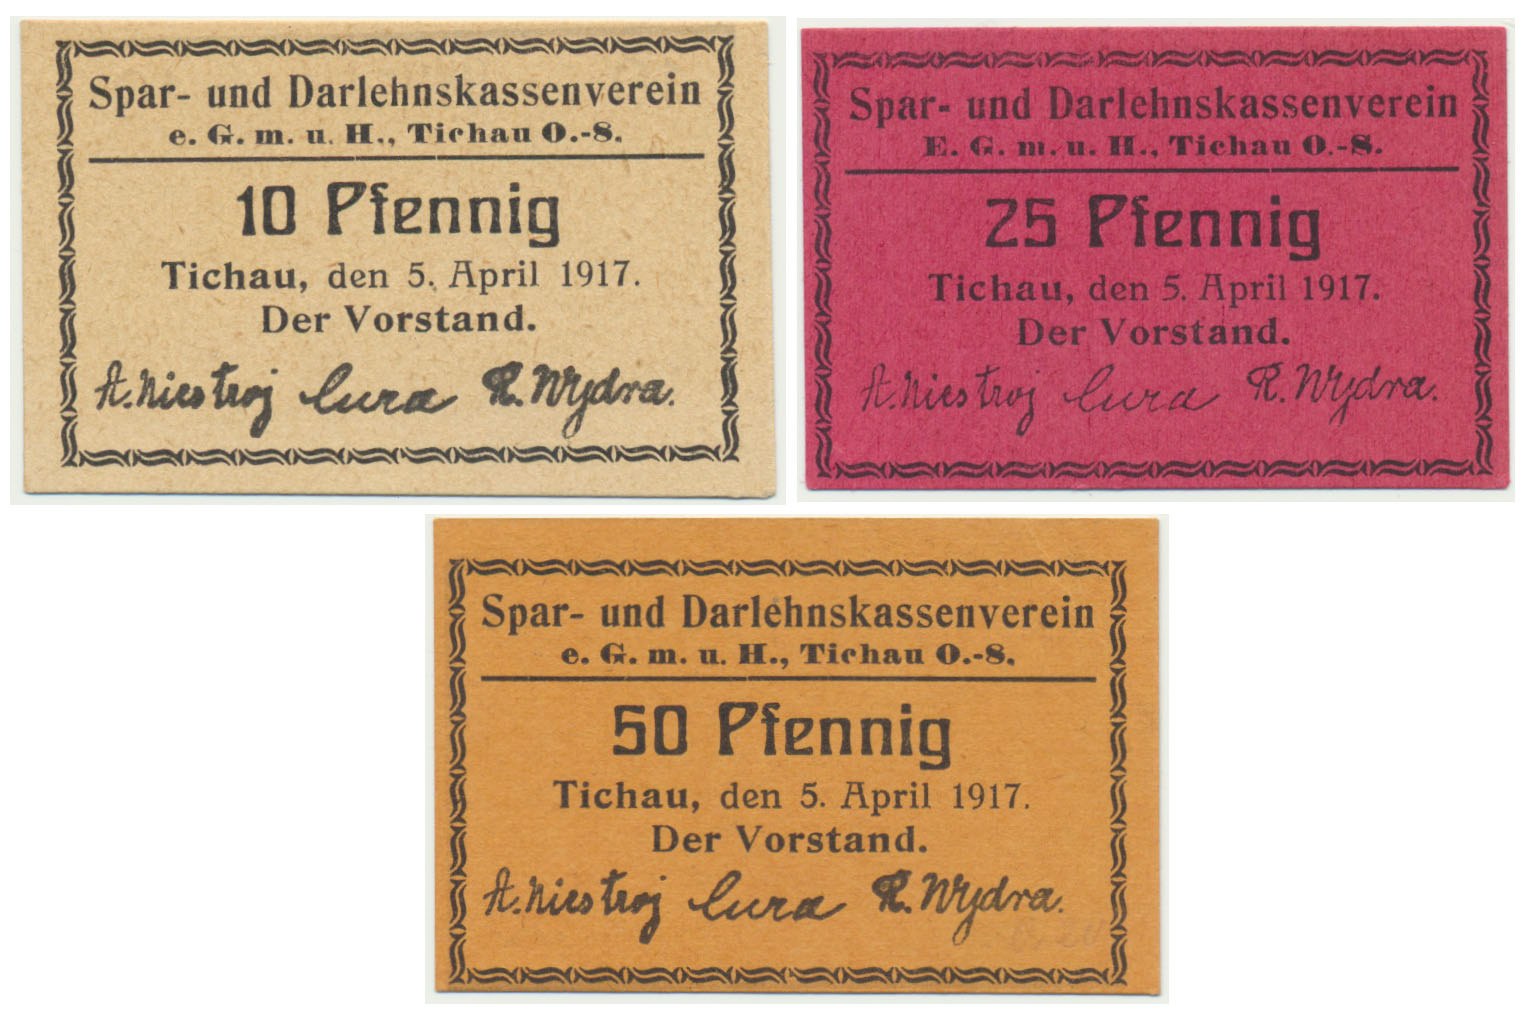 Spar- und Darlehnskassenverein
e. G. m. u. H., Tichau O.-S.
10 Pfennig
Tichau, den 5. April 1917.
Der Vorstand.
A. Niestroj Cura R. Wydra.
Spar- und Darlehnskassenverein
E. G. m. u. H., Tichau O.-S.
25 Pfennig
Tichau, den 5. April 1917.
Der Vorstand.
A. Niestroj Cura R. Wydra.
Spar- und Darlehnskassenverein
e. G. m. u. H., Tichau O.-S.
50 Pfennig
Tichau, den 5. April 1917.
Der Vorstand.
A. Niestroj Cura R. Wydra.